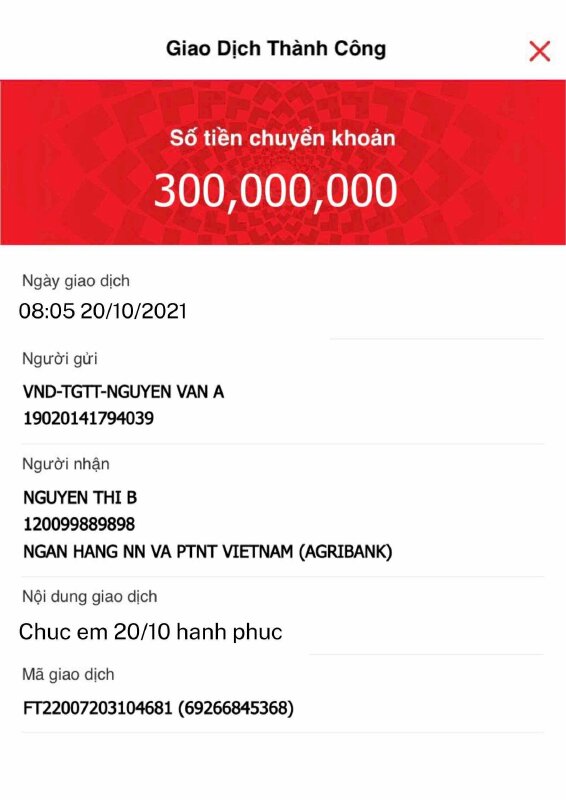 Giao Dịch Thành Công
Số tiền chuyển khoản
300,000,000
Ngày giao dịch
08:05 20/10/2021
Người gửi
VND-TGTT-NGUYEN VAN A
19020141794039
Người nhận
NGUYEN THI B
120099889898
NGAN HANG NN VA PTNT VIETNAM (AGRIBANK)
Nội dung giao dịch
Chuc em 20/10 hanh phuc
Mã giao dịch
FT22007203104681 (69266845368)